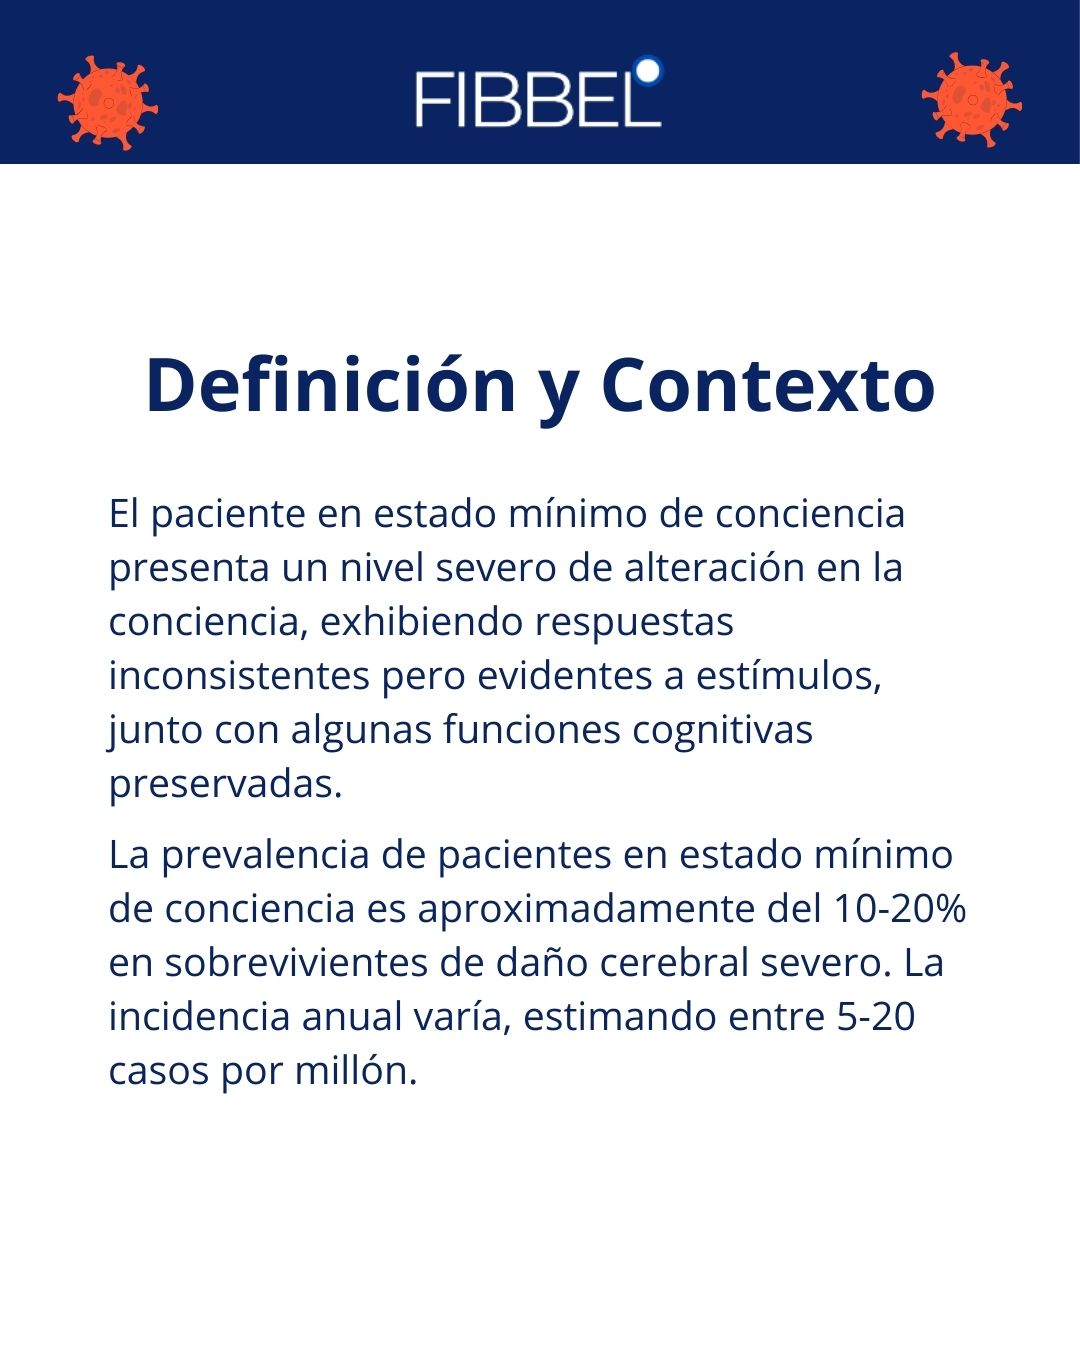 FIBBEL
Definición y Contexto
El paciente en estado mínimo de conciencia
presenta un nivel severo de alteración en la
conciencia, exhibiendo respuestas
inconsistentes pero evidentes a estímulos,
junto con algunas funciones cognitivas
preservadas.
La prevalencia de pacientes en estado mínimo
de conciencia es aproximadamente del 10-20%
en sobrevivientes de daño cerebral severo. La
incidencia anual varía, estimando entre 5-20
casos por millón.